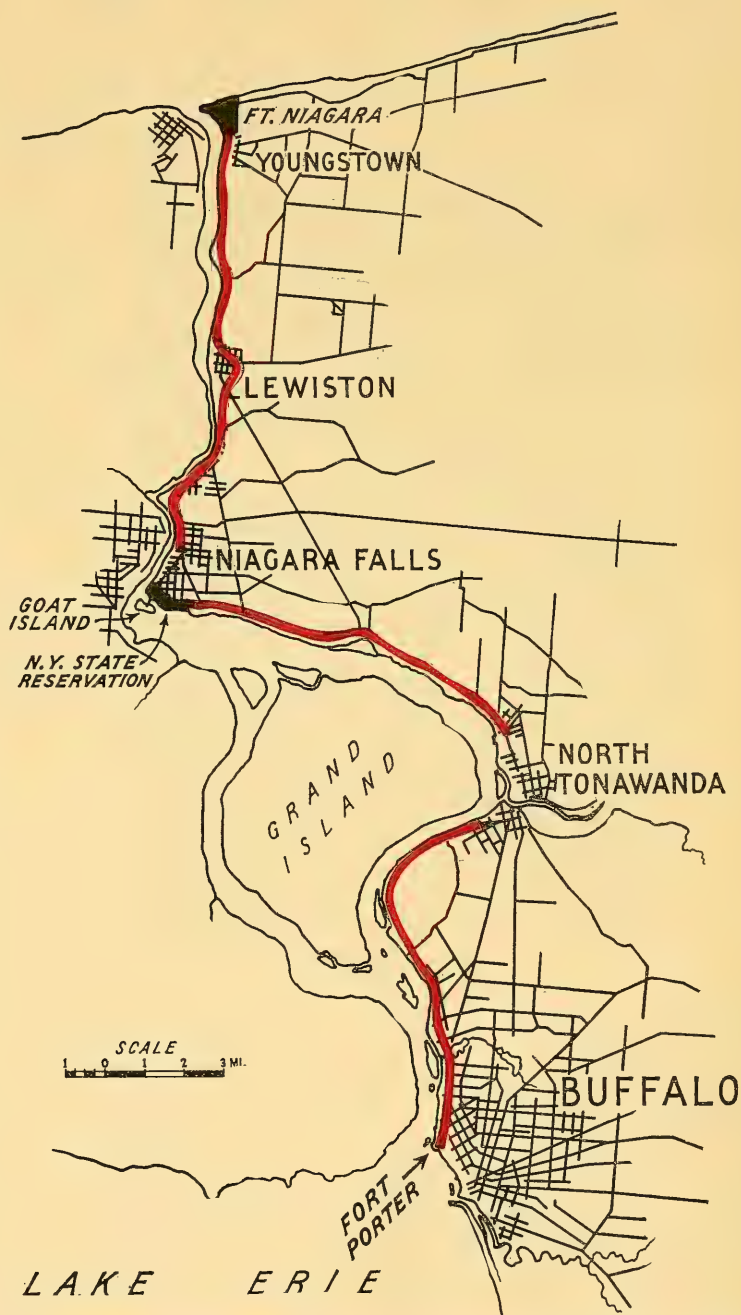 FT. NIAGARA
YOUNGSTOWN
LEWISTON
NIAGARA FALLS
GOAT
ISLAND
N.Y. STATE
RESERVATION
GRAND
ISLAND
NORTH
TONAWANDA
SCALE
1 0 1 2 3 MI.
BUFFALO
FORT
PORTER
LAKE ERIE